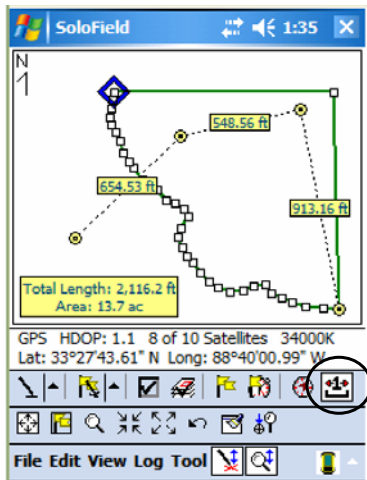 SoloField 1:35
N
548.56 ft
654.53 ft
913.16 ft
Total Length: 2,116.2 ft
Area: 13.7 ac
GPS HDOP: 1.1 8 of 10 Satellites 34000K
Lat: 33°27'43.61" N Long: 88°40'00.99" W
1
File Edit View Log Tool